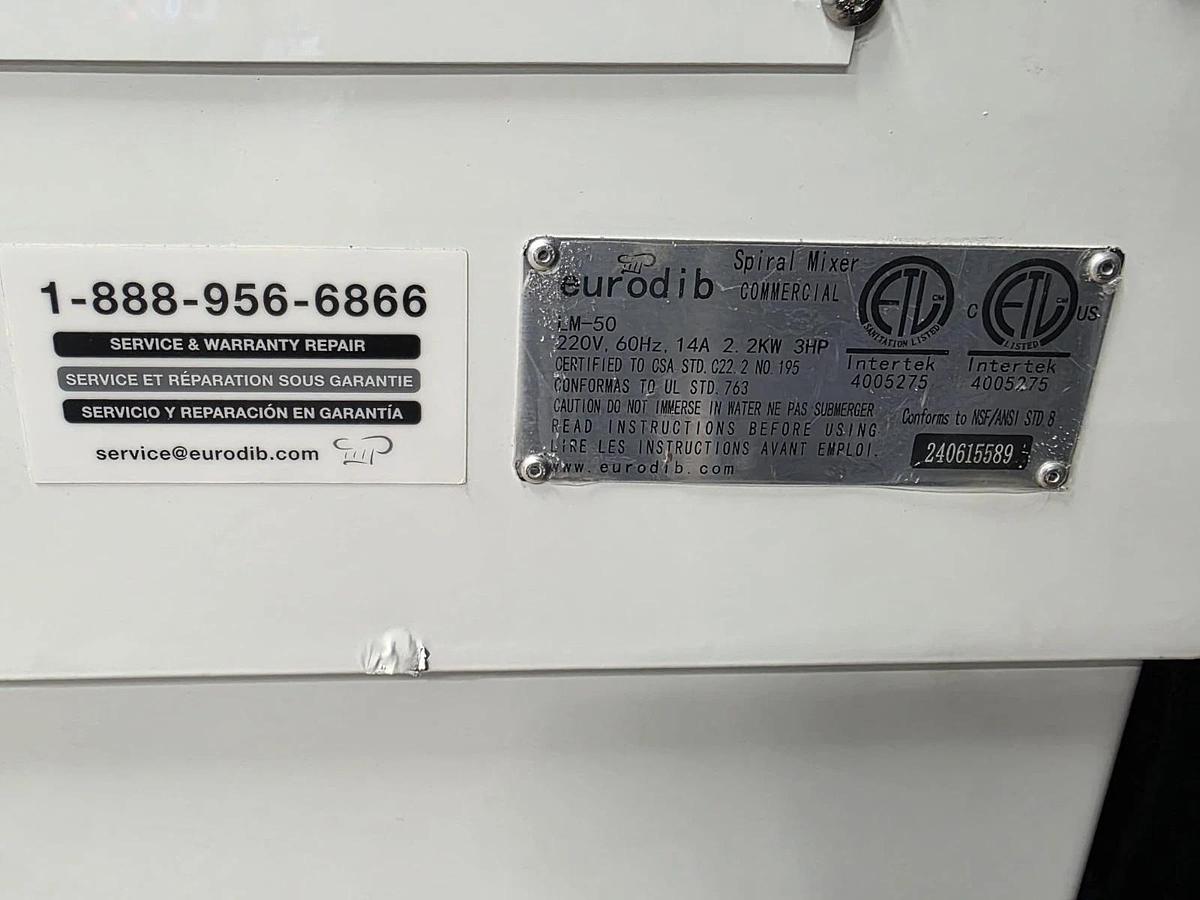 1-888-956-6866
SERVICE & WARRANTY REPAIR
SERVICE ET RÉPARATION SOUS GARANTIE
SERVICIO Y REPARACIÓN EN GARANTÍA
service@eurodib.com
eurodib
Spiral Mixer
COMMERCIAL
LM-50
220V, 60Hz, 14A 2.2KW 3HP
CERTIFIED TO CSA STD. C22.2 NO.195
CONFORMAS TO UL STD. 763
CAUTION DO NOT IMMERSE IN WATER NE PAS SUBMERGER
READ INSTRUCTIONS BEFORE USING
LIRE LES INSTRUCTIONS AVANT EMPLOI.
www.eurodib.com
ETL CM
SANITATION LISTED
Intertek
4005275
C ETL CM US
LISTED
Intertek
4005275
Conforms to NSF/ANSI STD 8
240615589